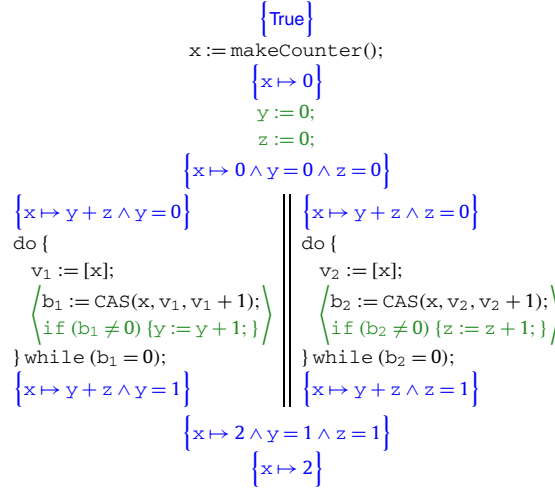 {True}
x := makeCounter();
{x ↦ 0}
y := 0;
z := 0;
{x ↦ 0 ∧ y = 0 ∧ z = 0}
{x ↦ y + z ∧ y = 0}
do {
v₁ := [x];
⟨b₁ := CAS(x, v₁, v₁ + 1);
if (b₁ ≠ 0) {y := y + 1; }⟩
} while (b₁ = 0);
{x ↦ y + z ∧ y = 1}
{x ↦ y + z ∧ z = 0}
do {
v₂ := [x];
⟨b₂ := CAS(x, v₂, v₂ + 1);
if (b₂ ≠ 0) {z := z + 1; }⟩
} while (b₂ = 0);
{x ↦ y + z ∧ z = 1}
{x ↦ 2 ∧ y = 1 ∧ z = 1}
{x ↦ 2}